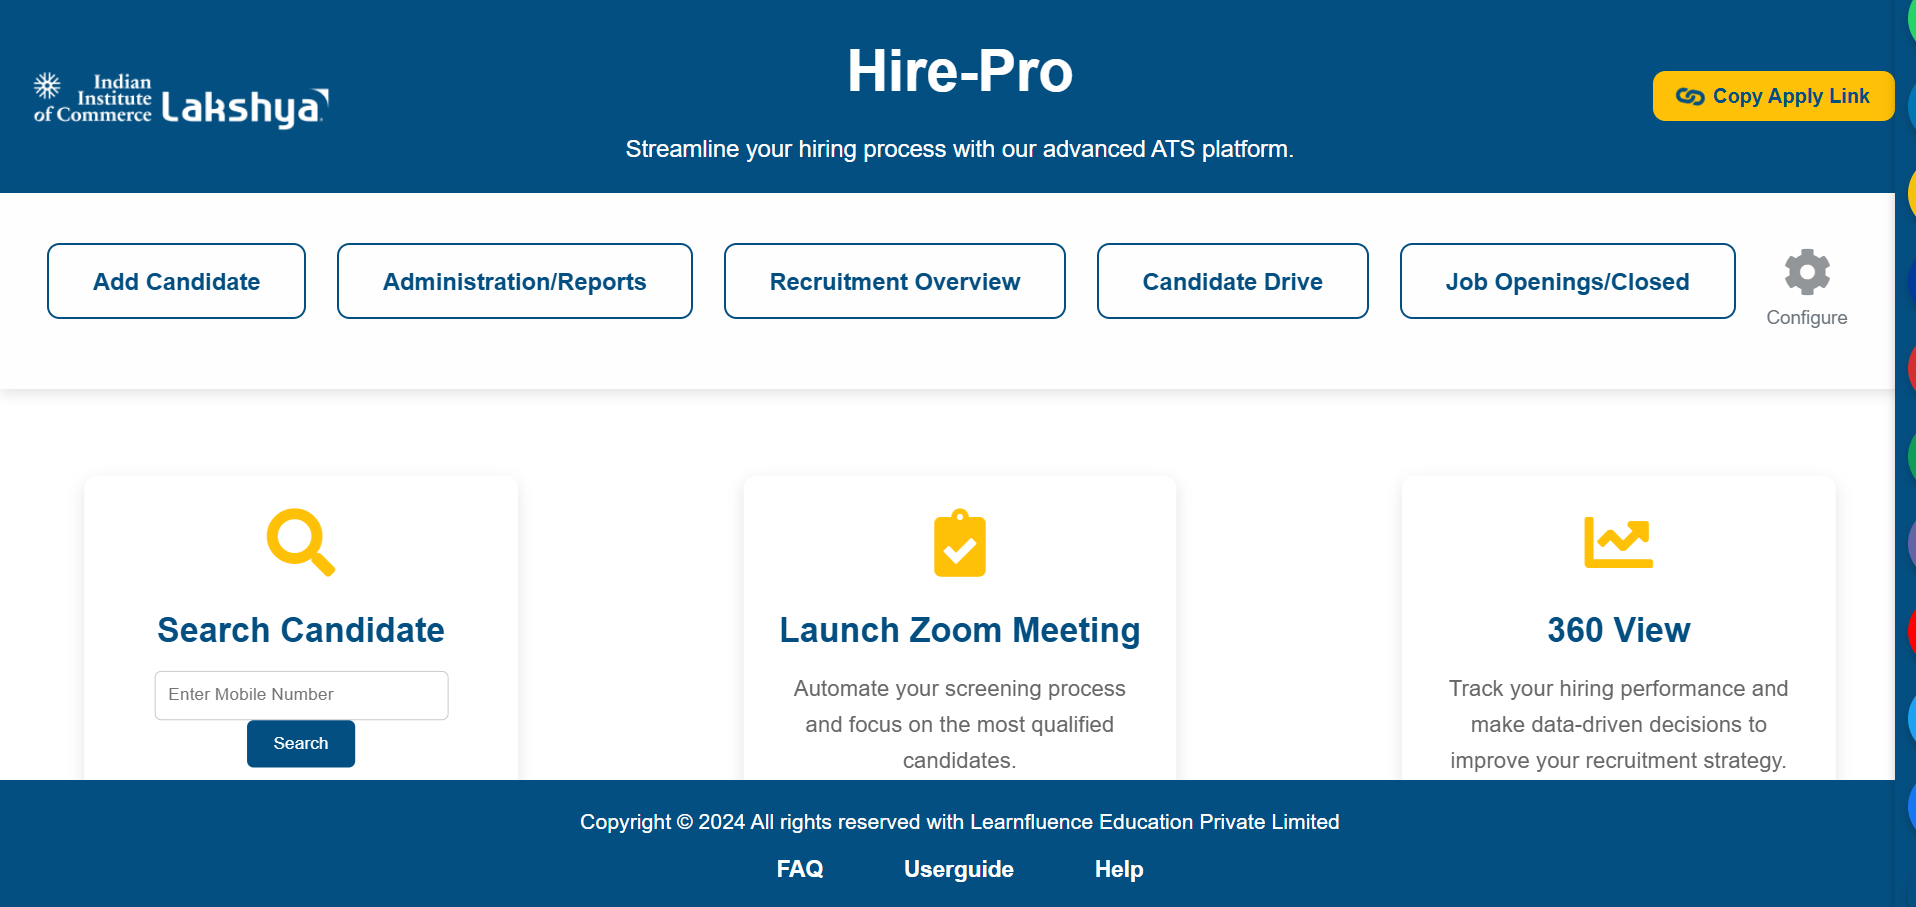 Indian
Institute
of Commerce
Lakshya
Hire-Pro
Streamline your hiring process with our advanced ATS platform.
Copy Apply Link
Add Candidate
Administration/Reports
Recruitment Overview
Candidate Drive
Job Openings/Closed
Configure
Search Candidate
Enter Mobile Number
Search
Launch Zoom Meeting
Automate your screening process
and focus on the most qualified
candidates.
360 View
Track your hiring performance and
make data-driven decisions to
improve your recruitment strategy.
Copyright © 2024 All rights reserved with Learnfluence Education Private Limited
FAQ
Userguide
Help